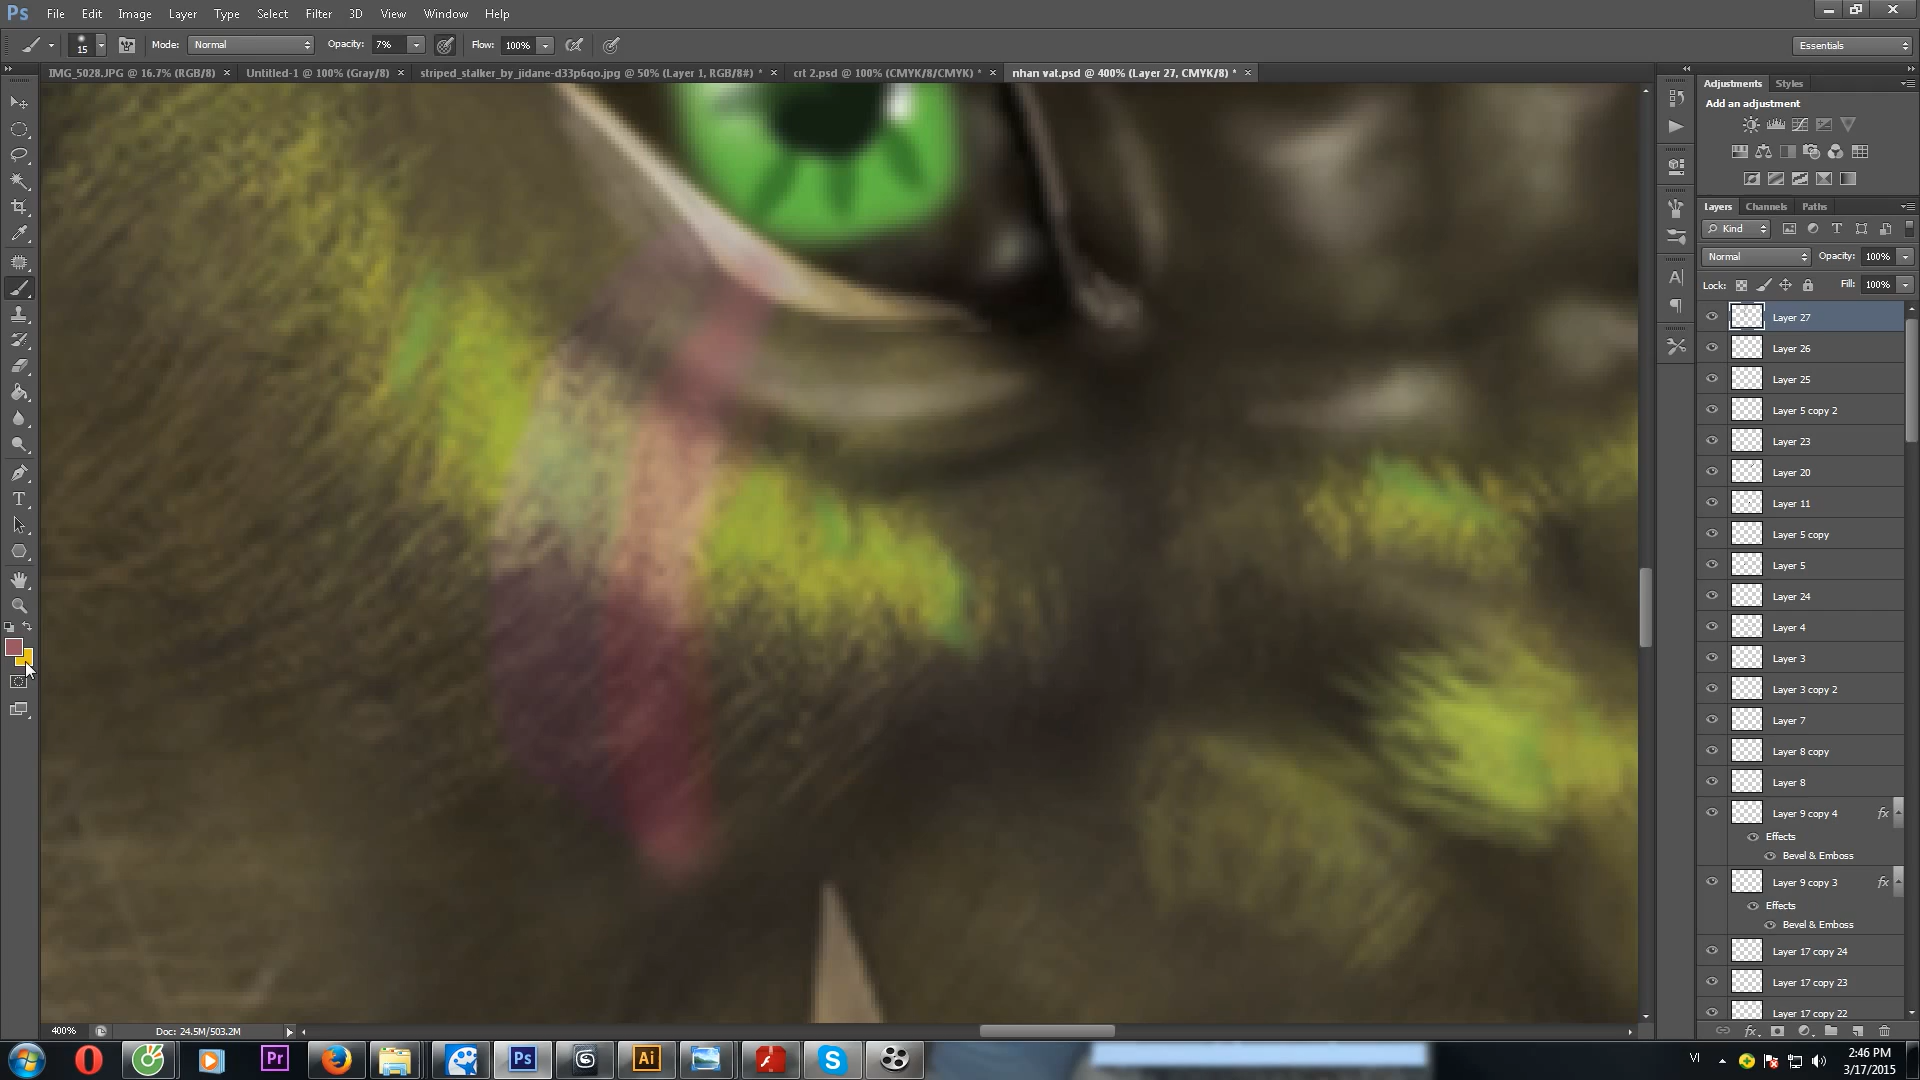 Ps File Edit Image Layer Type Select Filter 3D View Window Help
15 Mode: Normal Opacity: 7% Flow: 100% Essentials
IMG_5028.JPG @ 16.7% (RGB/8) × Untitled-1 @ 100% (Gray/8) × striped_stalker_by_jidane-d33p6qo.jpg @ 50% (Layer 1, RGB/8#) * × crt 2.psd @ 100% (CMYK/8/CMYK) * × nhan vat.psd @ 400% (Layer 27, CMYK/8) * ×
Adjustments Styles
Add an adjustment
Layers Channels Paths
Kind
Normal Opacity: 100%
Lock: Fill: 100%
Layer 27
Layer 26
Layer 25
Layer 5 copy 2
Layer 23
Layer 20
Layer 11
Layer 5 copy
Layer 5
Layer 24
Layer 4
Layer 3
Layer 3 copy 2
Layer 7
Layer 8 copy
Layer 8
Layer 9 copy 4 fx
Effects
Bevel & Emboss
Layer 9 copy 3 fx
Effects
Bevel & Emboss
Layer 17 copy 24
Layer 17 copy 23
Layer 17 copy 22
400% Doc: 24.5M/503.2M
Pr Ps Ai VI 2:46 PM
3/17/2015